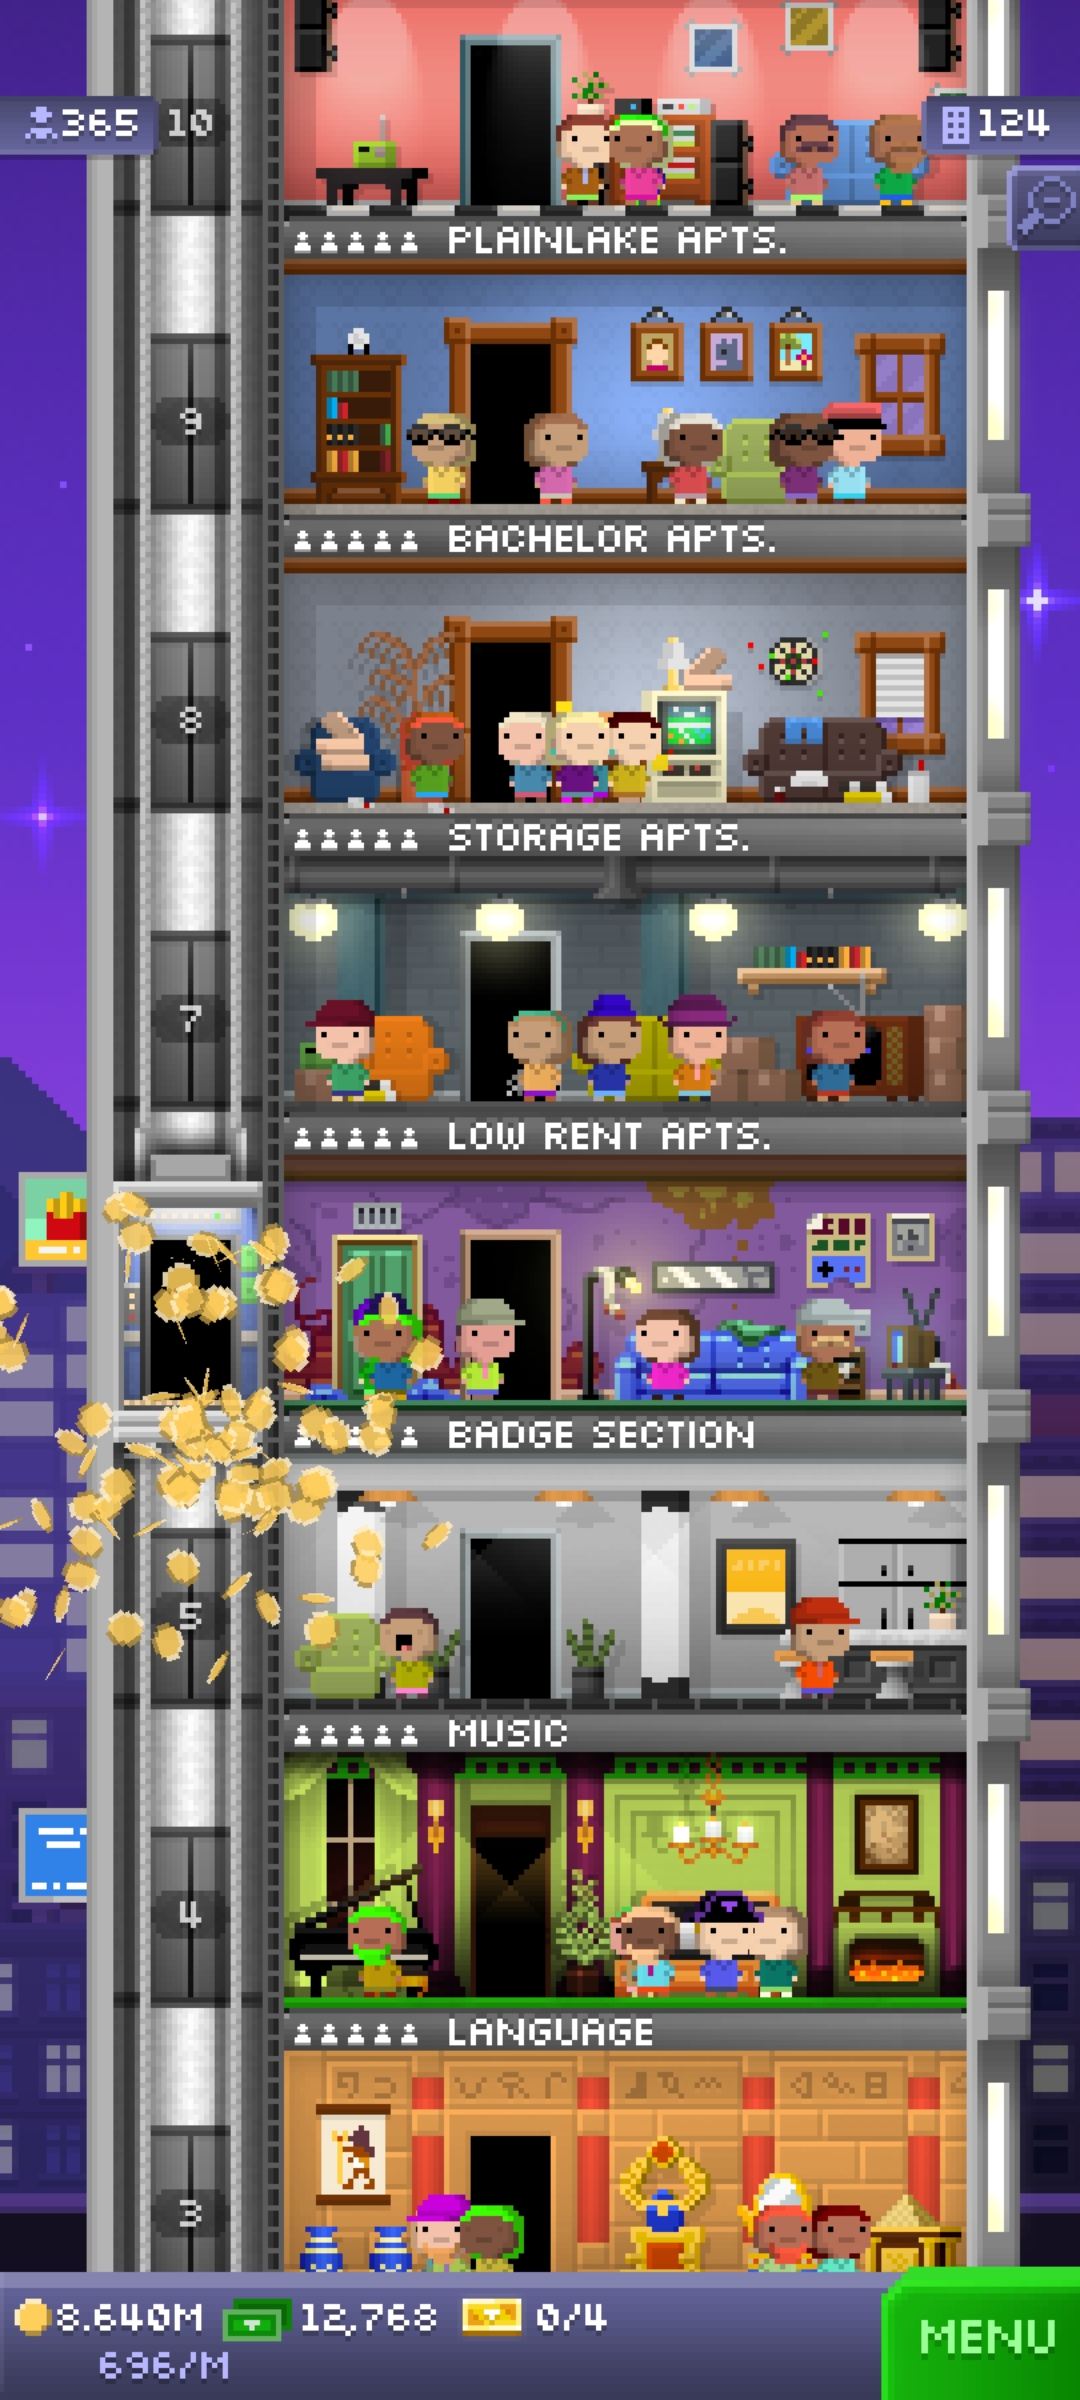 365
10
124
PLAINLAKE APTS.
9
BACHELOR APTS.
8
STORAGE APTS.
7
LOW RENT APTS.
BADGE SECTION
5
MUSIC
4
LANGUAGE
3
8.640M
12,768
0/4
696/M
MENU